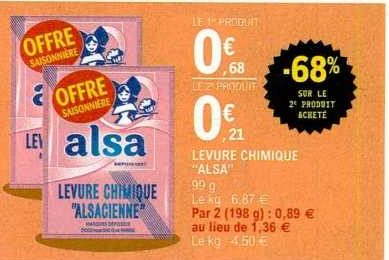 OFFRE
SAISONNIÈRE
OFFRE
SAISONNIERE
LEV
alsa
LEVURE CHIMIQUE
"ALSACIENNE"
LE 1ER PRODUIT
0€,68
LE 2E PRODUIT
0€,21
-68%
SUR LE
2E PRODUIT
ACHETÉ
LEVURE CHIMIQUE
"ALSA"
99 g
Le kg : 6,87 €
Par 2 (198 g) : 0,89 €
au lieu de 1,36 €
Le kg : 4,50 €